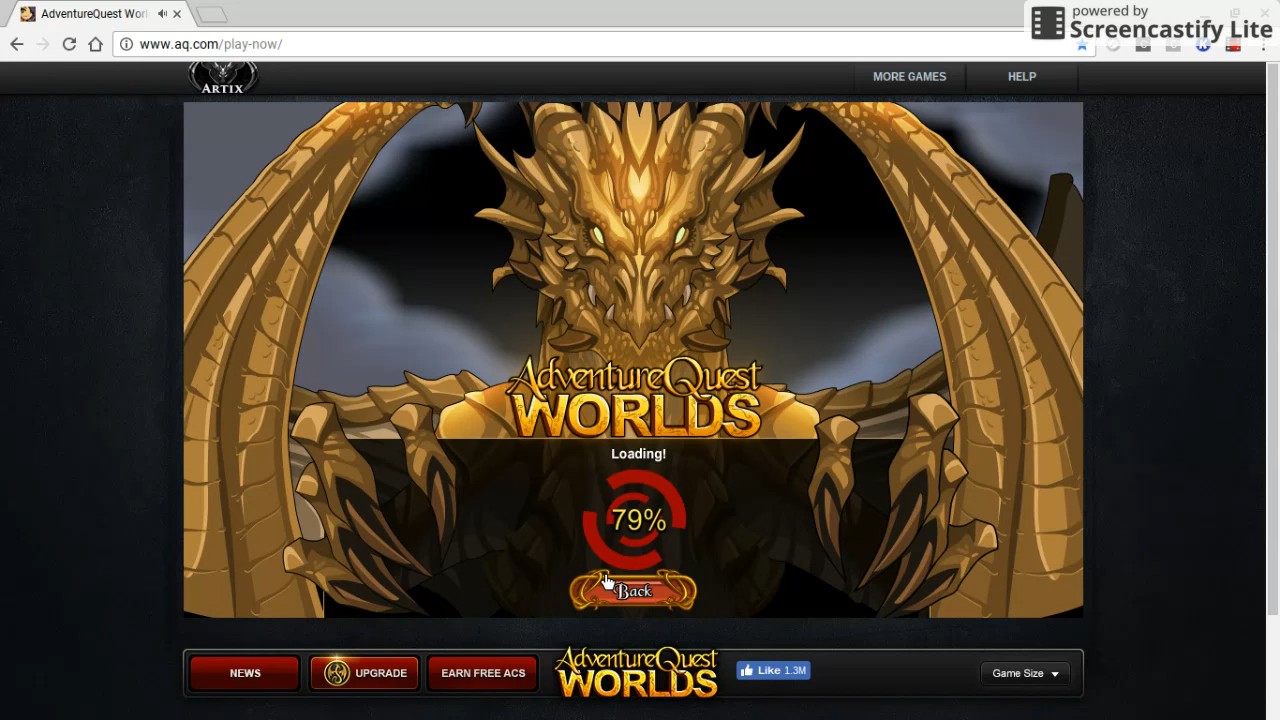 powered by
Screencastify Lite
AdventureQuest Worl
www.aq.com/play-now/
ARTIX
MORE GAMES
HELP
AdventureQuest
WORLDS
Loading!
79%
Back
NEWS
UPGRADE
EARN FREE ACS
AdventureQuest
WORLDS
Like 1.3M
Game Size